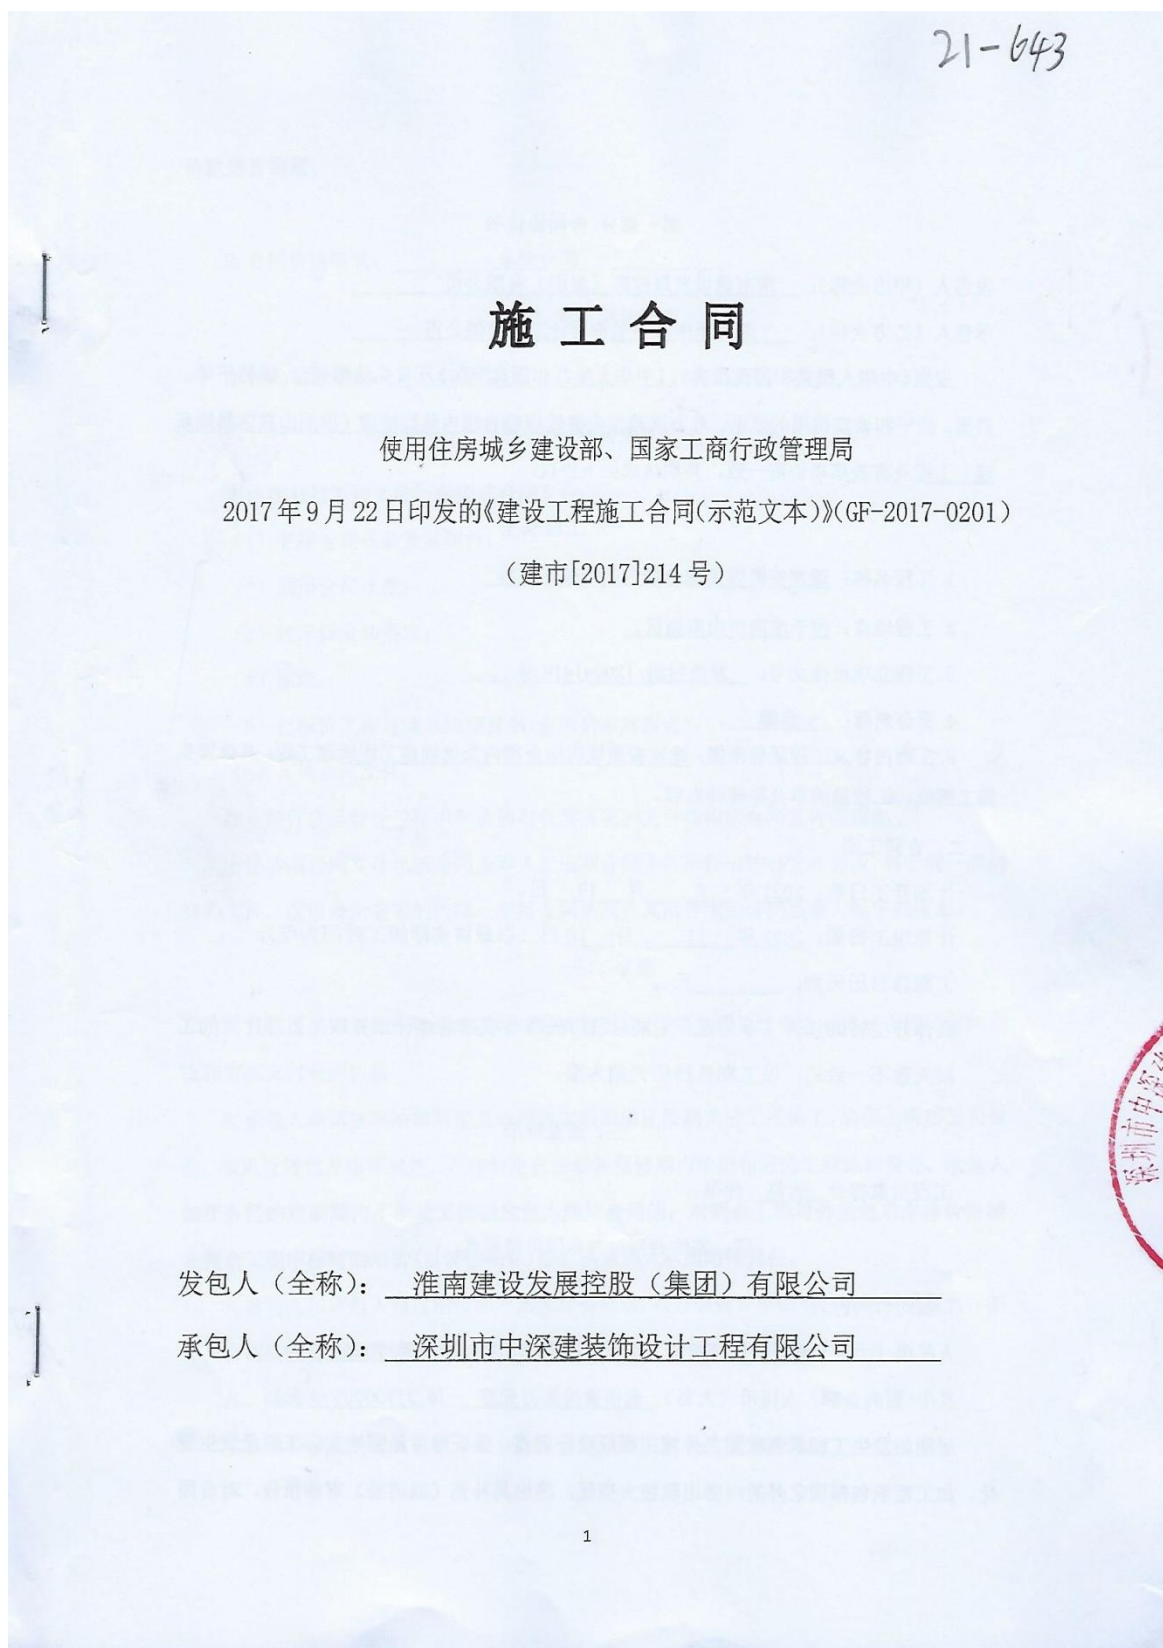 21-643
施工合同
使用住房城乡建设部、国家工商行政管理局
2017年9月22日印发的《建设工程施工合同(示范文本)》(GF-2017-0201)
(建市[2017]214号)
深圳市中深
发包人（全称）： 淮南建设发展控股（集团）有限公司
承包人（全称）： 深圳市中深建装饰设计工程有限公司
1